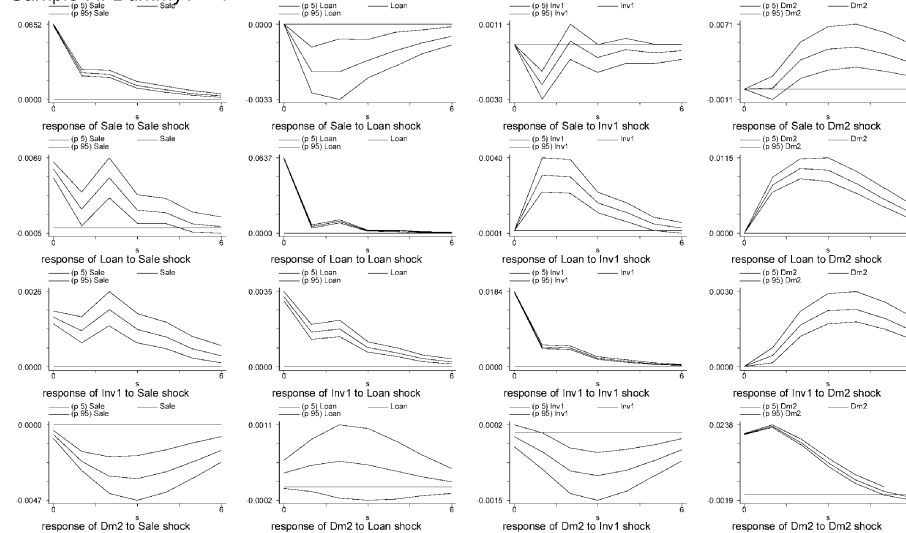 (p 5) Sale Sale
(p 95) Sale
0.0652
0.0000
0 6
s
response of Sale to Sale shock
(p 5) Loan Loan
(p 95) Loan
0.0000
-0.0033
0 6
s
response of Sale to Loan shock
(p 5) Inv1 Inv1
(p 95) Inv1
0.0011
-0.0030
0 6
s
response of Sale to Inv1 shock
(p 5) Dm2 Dm2
(p 95) Dm2
0.0071
-0.0011
0
s
response of Sale to Dm2 shock
(p 5) Sale Sale
(p 95) Sale
0.0069
-0.0005
0 6
s
response of Loan to Sale shock
(p 5) Loan Loan
(p 95) Loan
0.0637
0.0000
0 6
s
response of Loan to Loan shock
(p 5) Inv1 Inv1
(p 95) Inv1
0.0040
-0.0001
0 6
s
response of Loan to Inv1 shock
(p 5) Dm2 Dm2
(p 95) Dm2
0.0115
0.0000
0
s
response of Loan to Dm2 shock
(p 5) Sale Sale
(p 95) Sale
0.0026
0.0000
0 6
s
response of Inv1 to Sale shock
(p 5) Loan Loan
(p 95) Loan
0.0035
0.0000
0 6
s
response of Inv1 to Loan shock
(p 5) Inv1 Inv1
(p 95) Inv1
0.0184
0.0000
0 6
s
response of Inv1 to Inv1 shock
(p 5) Dm2 Dm2
(p 95) Dm2
0.0030
0.0000
0
s
response of Inv1 to Dm2 shock
(p 5) Sale Sale
(p 95) Sale
0.0000
-0.0047
0 6
s
response of Dm2 to Sale shock
(p 5) Loan Loan
(p 95) Loan
0.0011
-0.0002
0 6
s
response of Dm2 to Loan shock
(p 5) Inv1 Inv1
(p 95) Inv1
0.0002
-0.0015
0 6
s
response of Dm2 to Inv1 shock
(p 5) Dm2 Dm2
(p 95) Dm2
0.0238
-0.0019
0
s
response of Dm2 to Dm2 shock